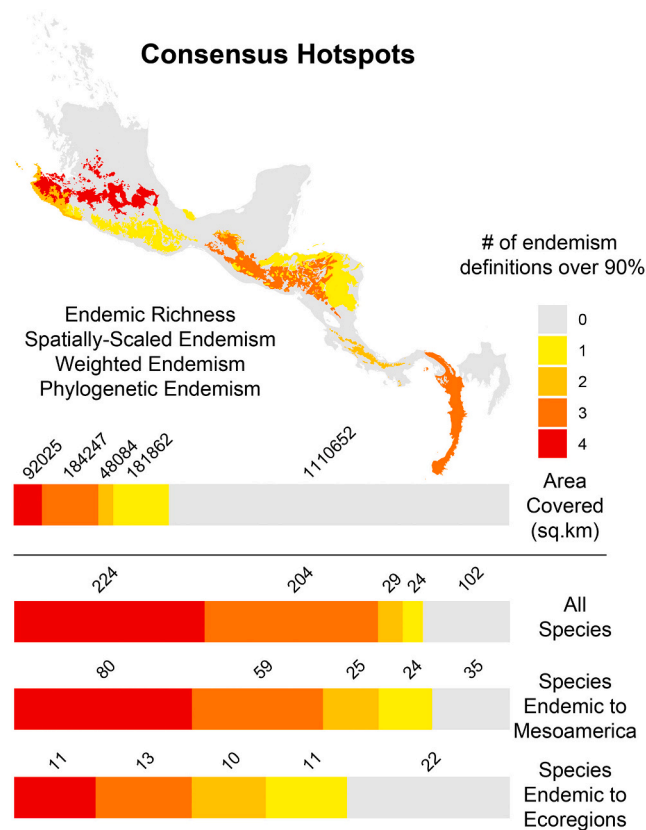 Consensus Hotspots
# of endemism
definitions over 90%
0
1
2
3
4
Endemic Richness
Spatially-Scaled Endemism
Weighted Endemism
Phylogenetic Endemism
92025
184247
48084
181862
1110652
Area
Covered
(sq.km)
224
204
29
24
102
All
Species
80
59
25
24
35
Species
Endemic to
Mesoamerica
11
13
10
11
22
Species
Endemic to
Ecoregions